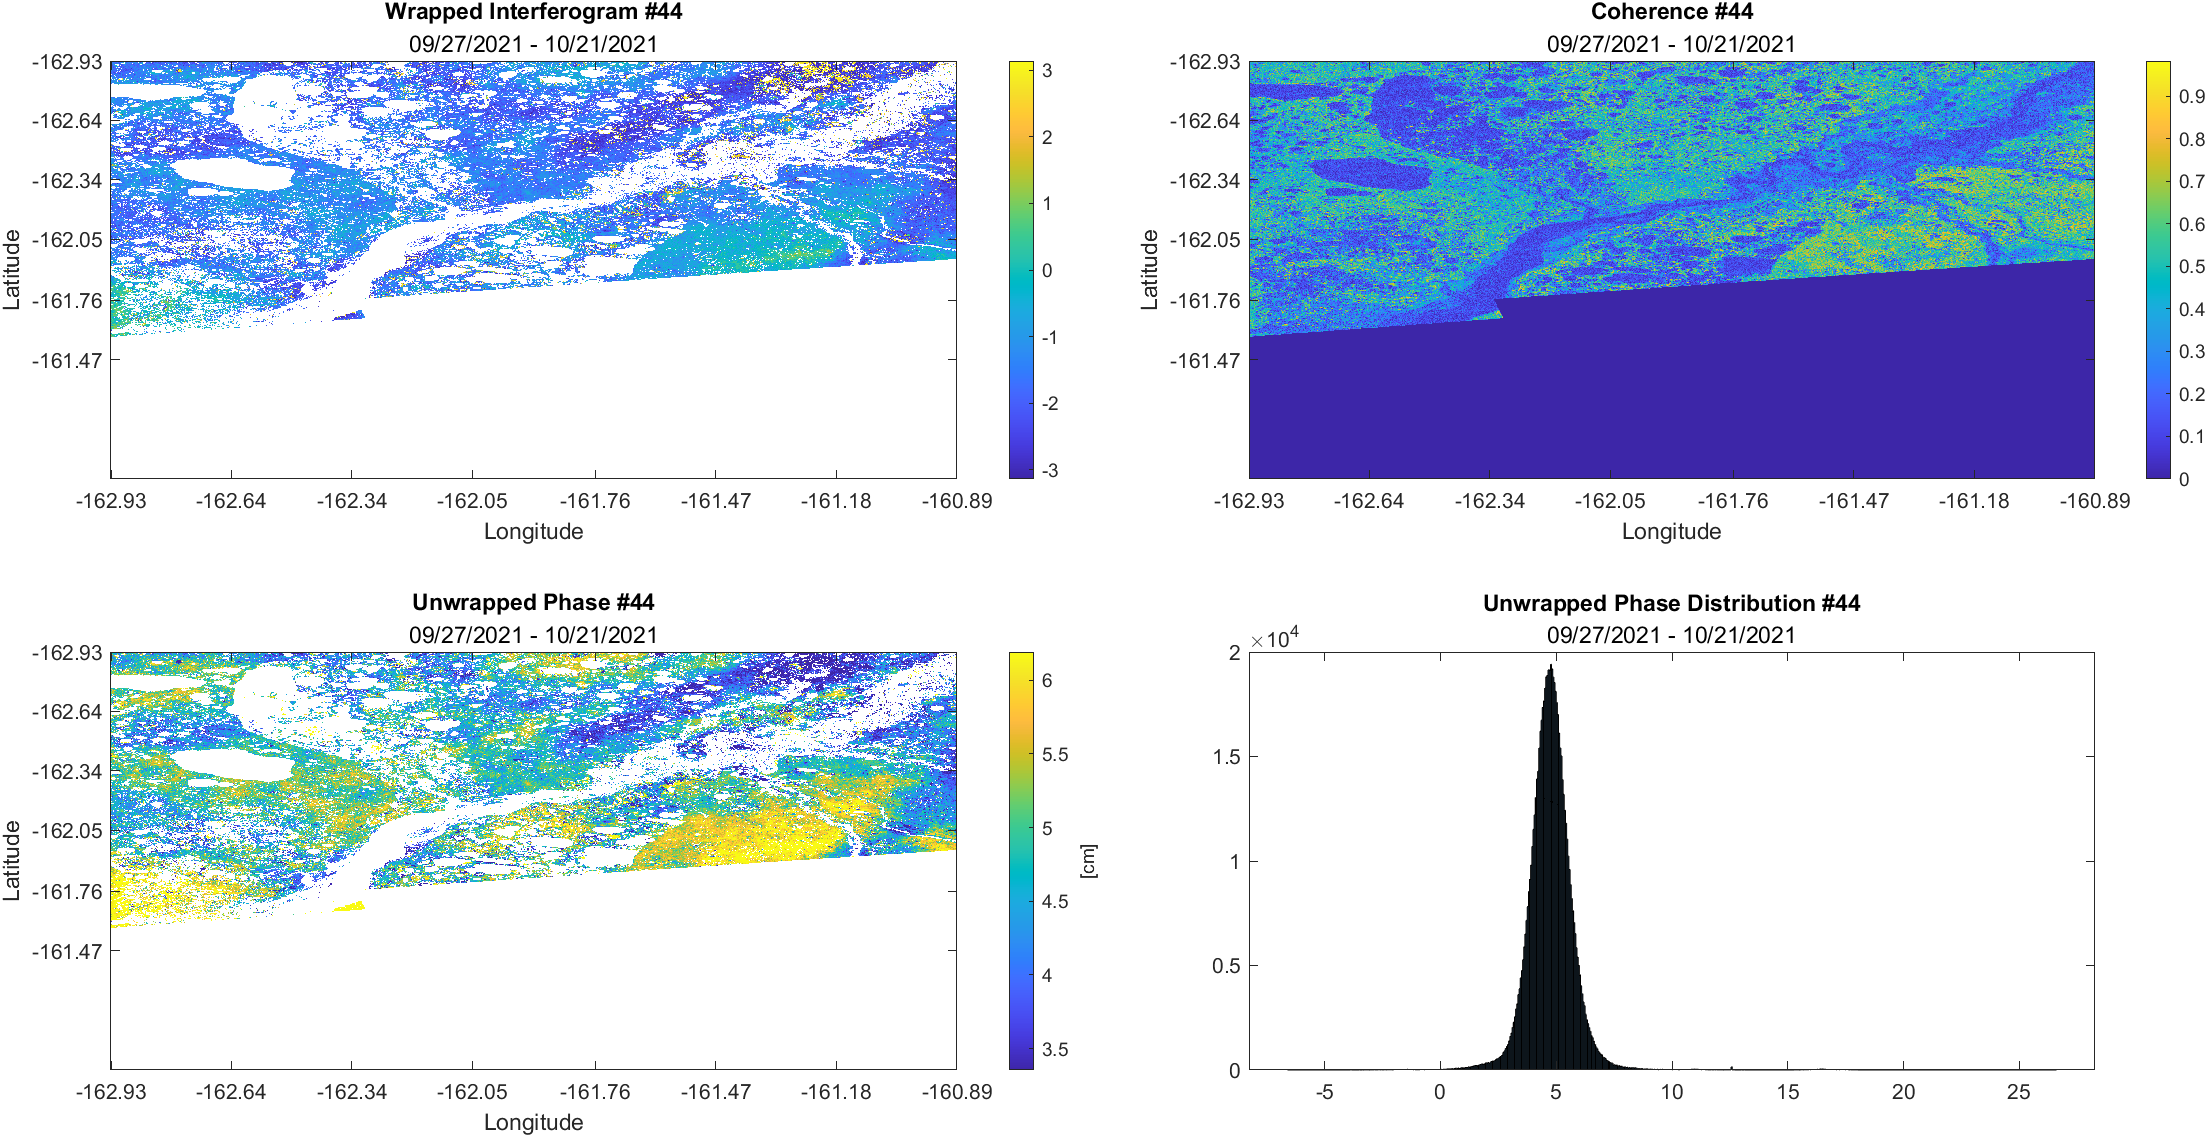 Wrapped Interferogram #44
09/27/2021 - 10/21/2021
-162.93
-162.64
-162.34
-162.05
-161.76
-161.47
Latitude
-162.93 -162.64 -162.34 -162.05 -161.76 -161.47 -161.18 -160.89
Longitude
3
2
1
0
-1
-2
-3
Coherence #44
09/27/2021 - 10/21/2021
-162.93
-162.64
-162.34
-162.05
-161.76
-161.47
Latitude
-162.93 -162.64 -162.34 -162.05 -161.76 -161.47 -161.18 -160.89
Longitude
0.9
0.8
0.7
0.6
0.5
0.4
0.3
0.2
0.1
0
Unwrapped Phase #44
09/27/2021 - 10/21/2021
-162.93
-162.64
-162.34
-162.05
-161.76
-161.47
Latitude
-162.93 -162.64 -162.34 -162.05 -161.76 -161.47 -161.18 -160.89
Longitude
6
5.5
5
4.5
4
3.5
[cm]
Unwrapped Phase Distribution #44
09/27/2021 - 10/21/2021
×10^4
2
1.5
1
0.5
0
-5 0 5 10 15 20 25